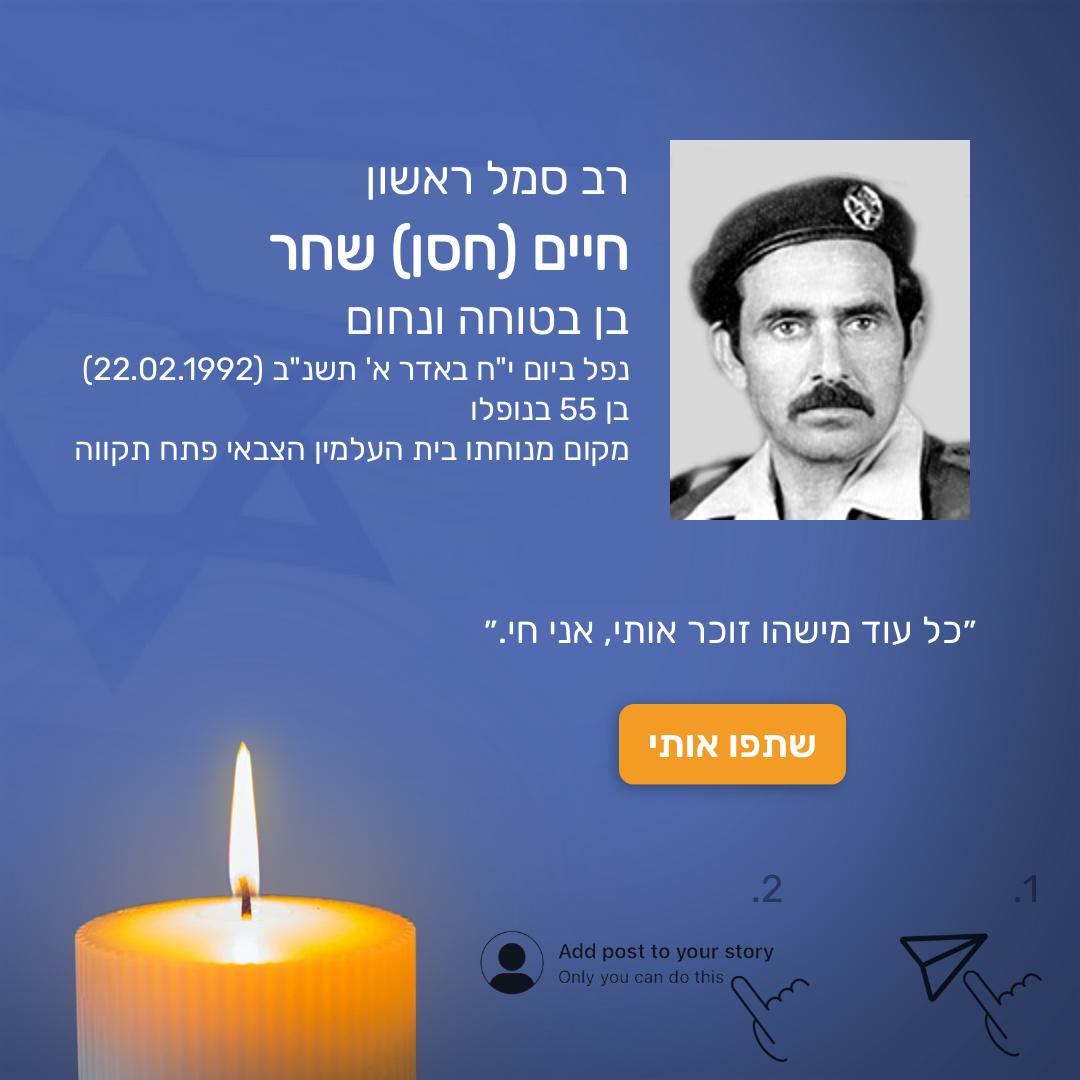 רב סמל ראשון
חיים (חסן) שחר
בן בטוחה ונחום
נפל ביום י"ח באדר א' תשנ"ב (22.02.1992)
בן 55 בנופלו
מקום מנוחתו בית העלמין הצבאי פתח תקווה
״כל עוד מישהו זוכר אותי, אני חי.״
שתפו אותי
1.
2.
Add post to your story
Only you can do this